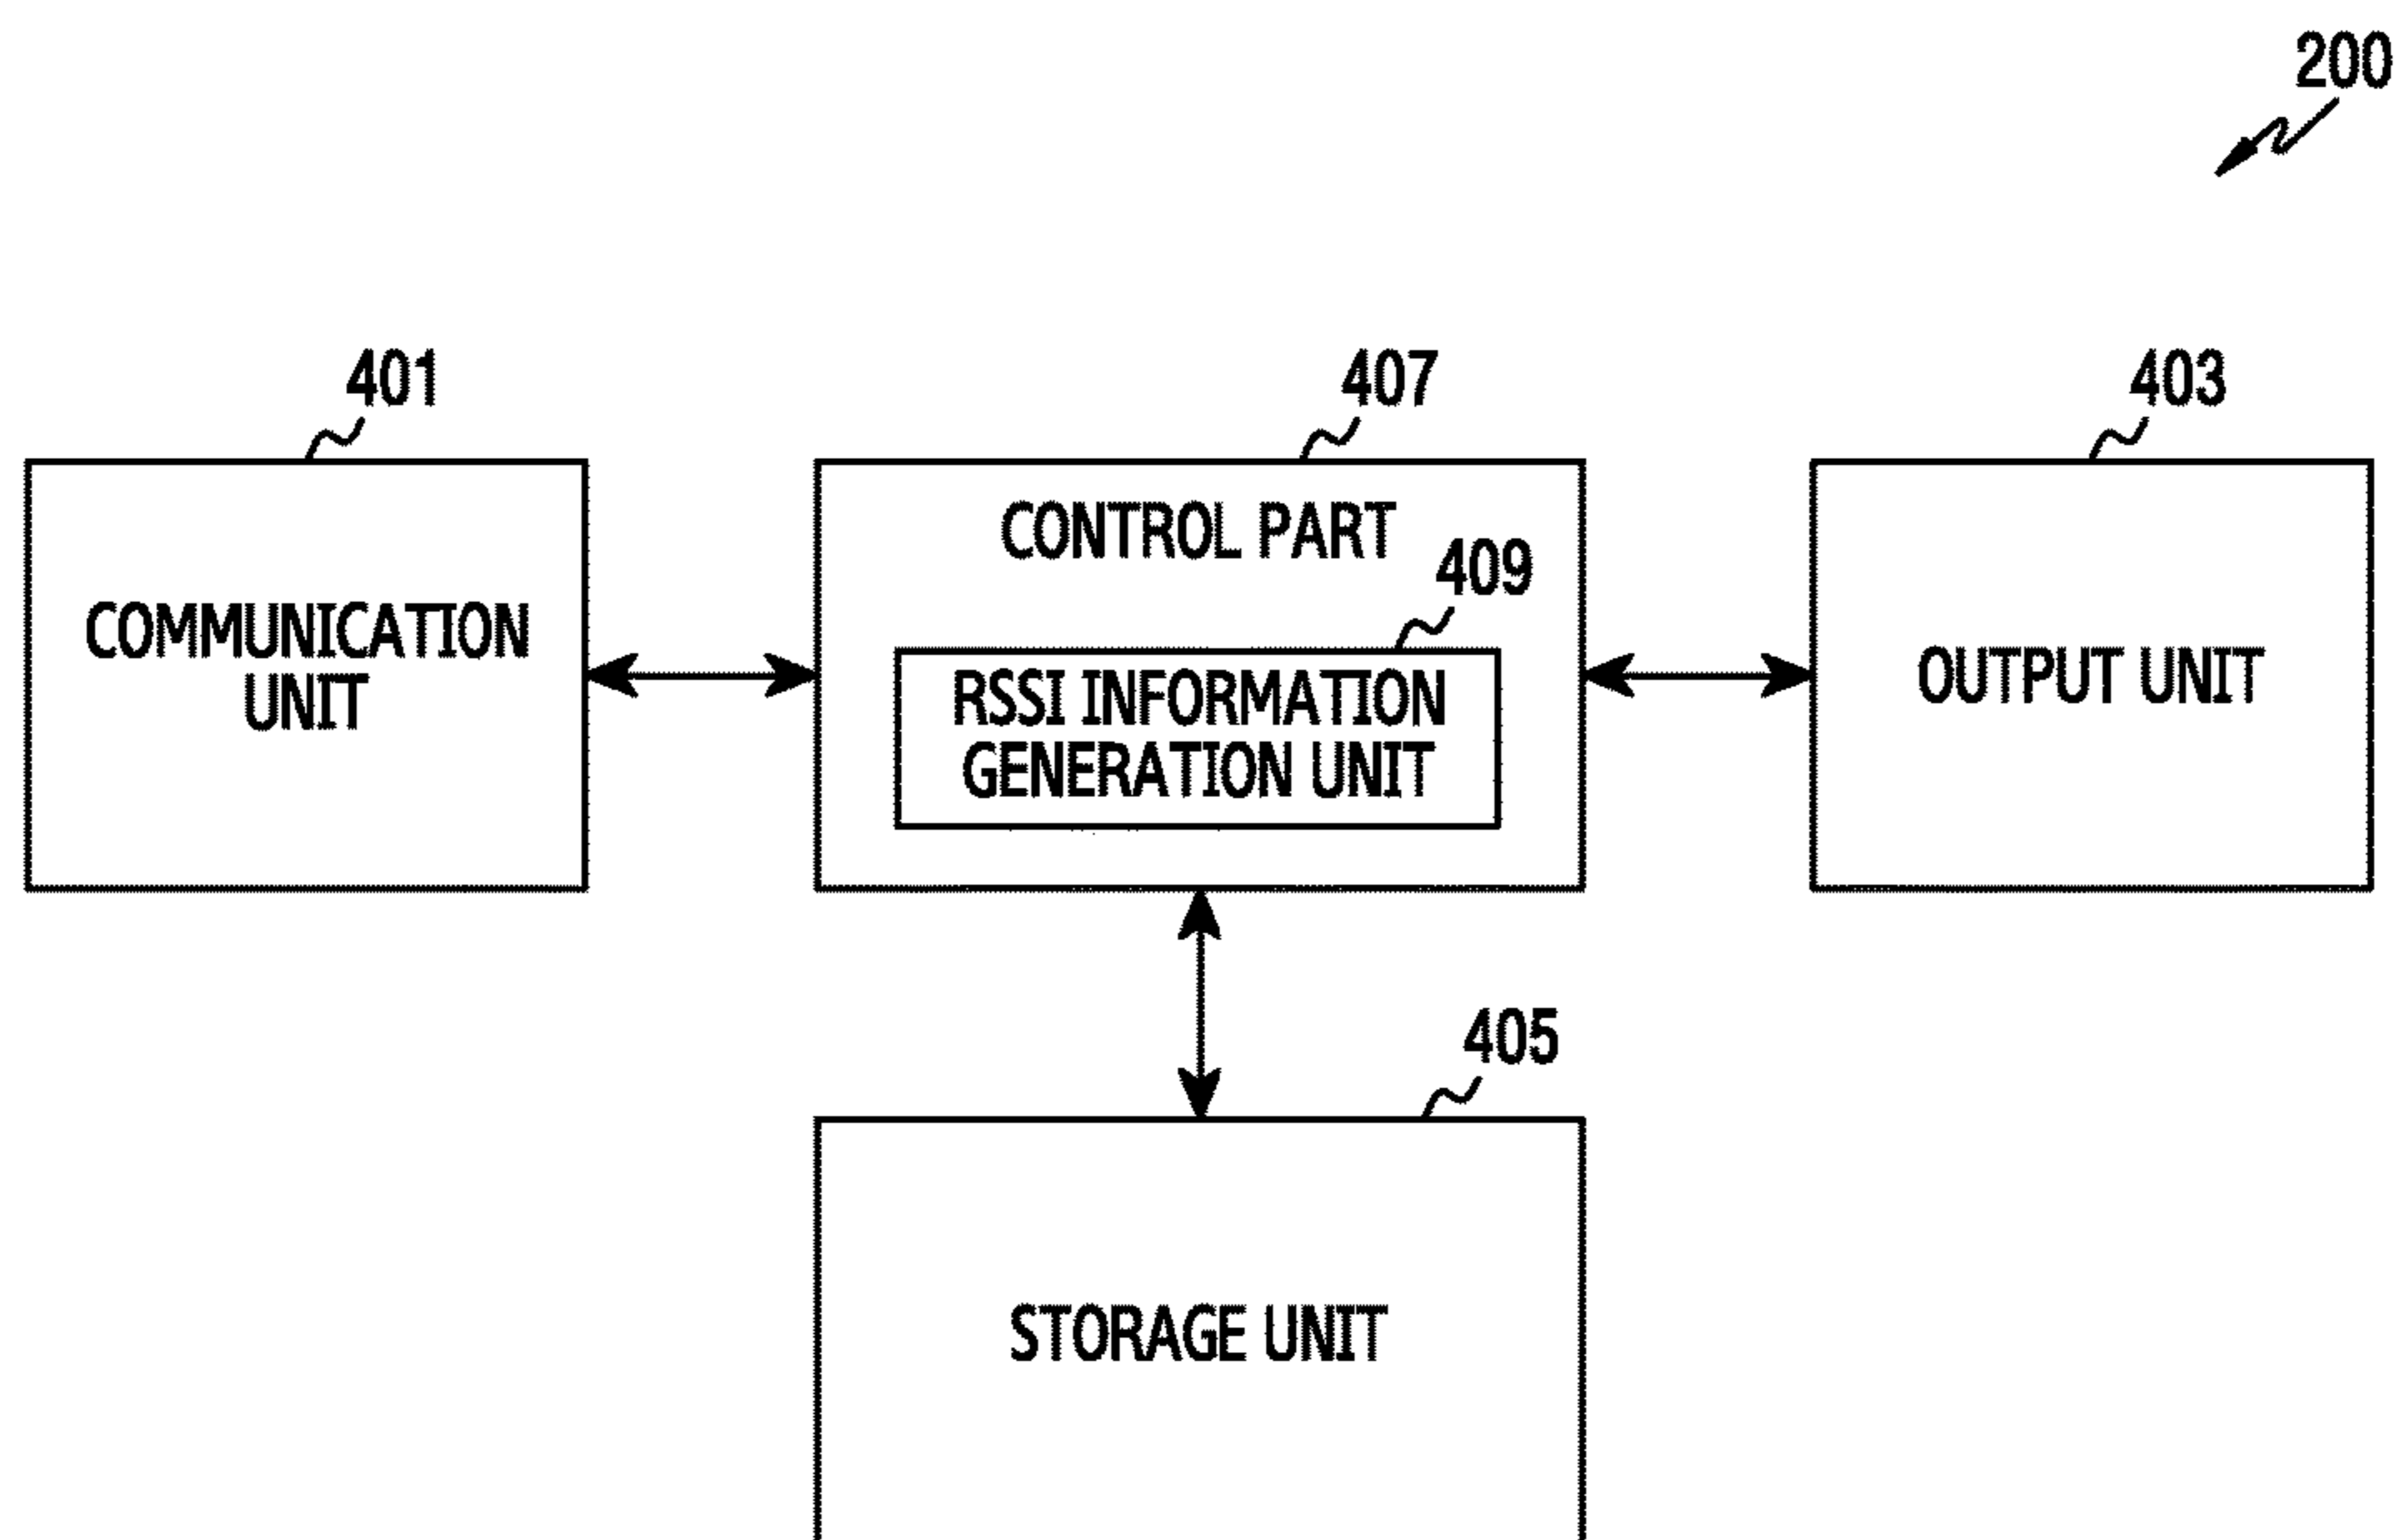 200
401
407
403
CONTROL PART
409
COMMUNICATION
UNIT
RSSI INFORMATION
GENERATION UNIT
OUTPUT UNIT
405
STORAGE UNIT